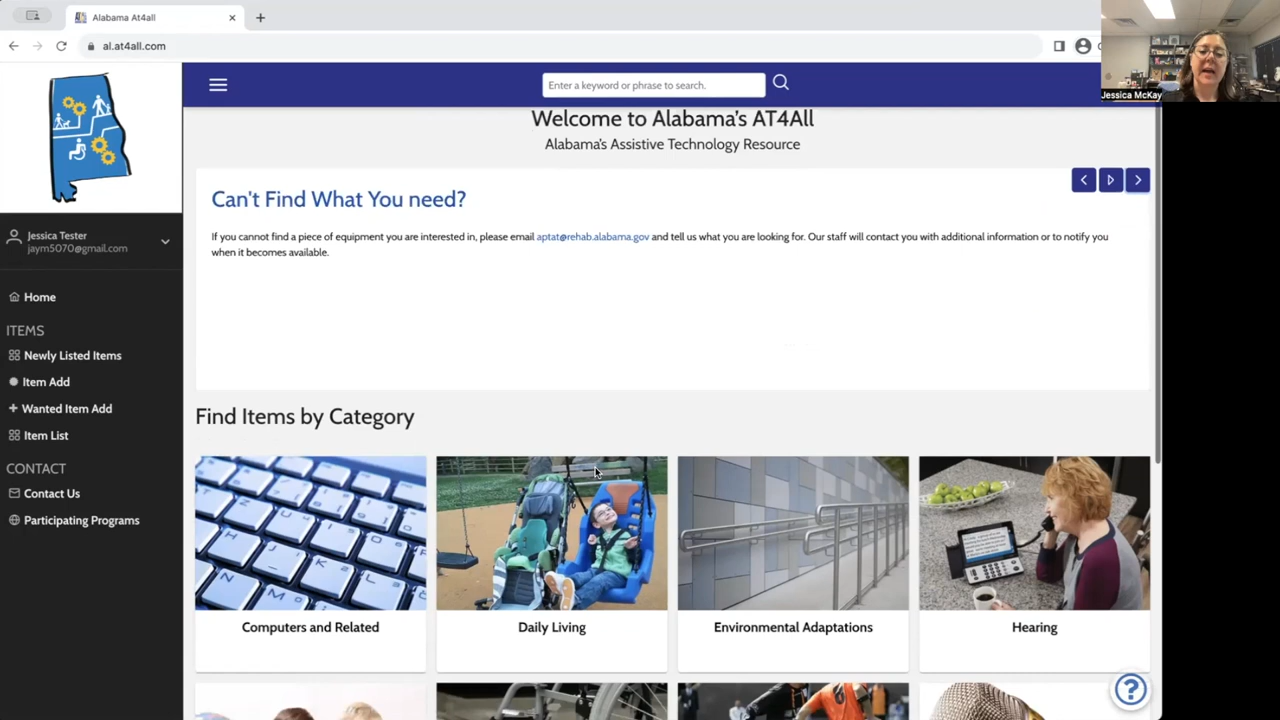 Alabama At4all
al.at4all.com
Enter a keyword or phrase to search.
Jessica McKay
Welcome to Alabama's AT4All
Alabama's Assistive Technology Resource
Jessica Tester
jaym5070@gmail.com
Home
ITEMS
Newly Listed Items
Item Add
Wanted Item Add
Item List
CONTACT
Contact Us
Participating Programs
Can't Find What You need?
If you cannot find a piece of equipment you are interested in, please email aptat@rehab.alabama.gov and tell us what you are looking for. Our staff will contact you with additional information or to notify you
when it becomes available.
Find Items by Category
Computers and Related
Daily Living
Environmental Adaptations
Hearing